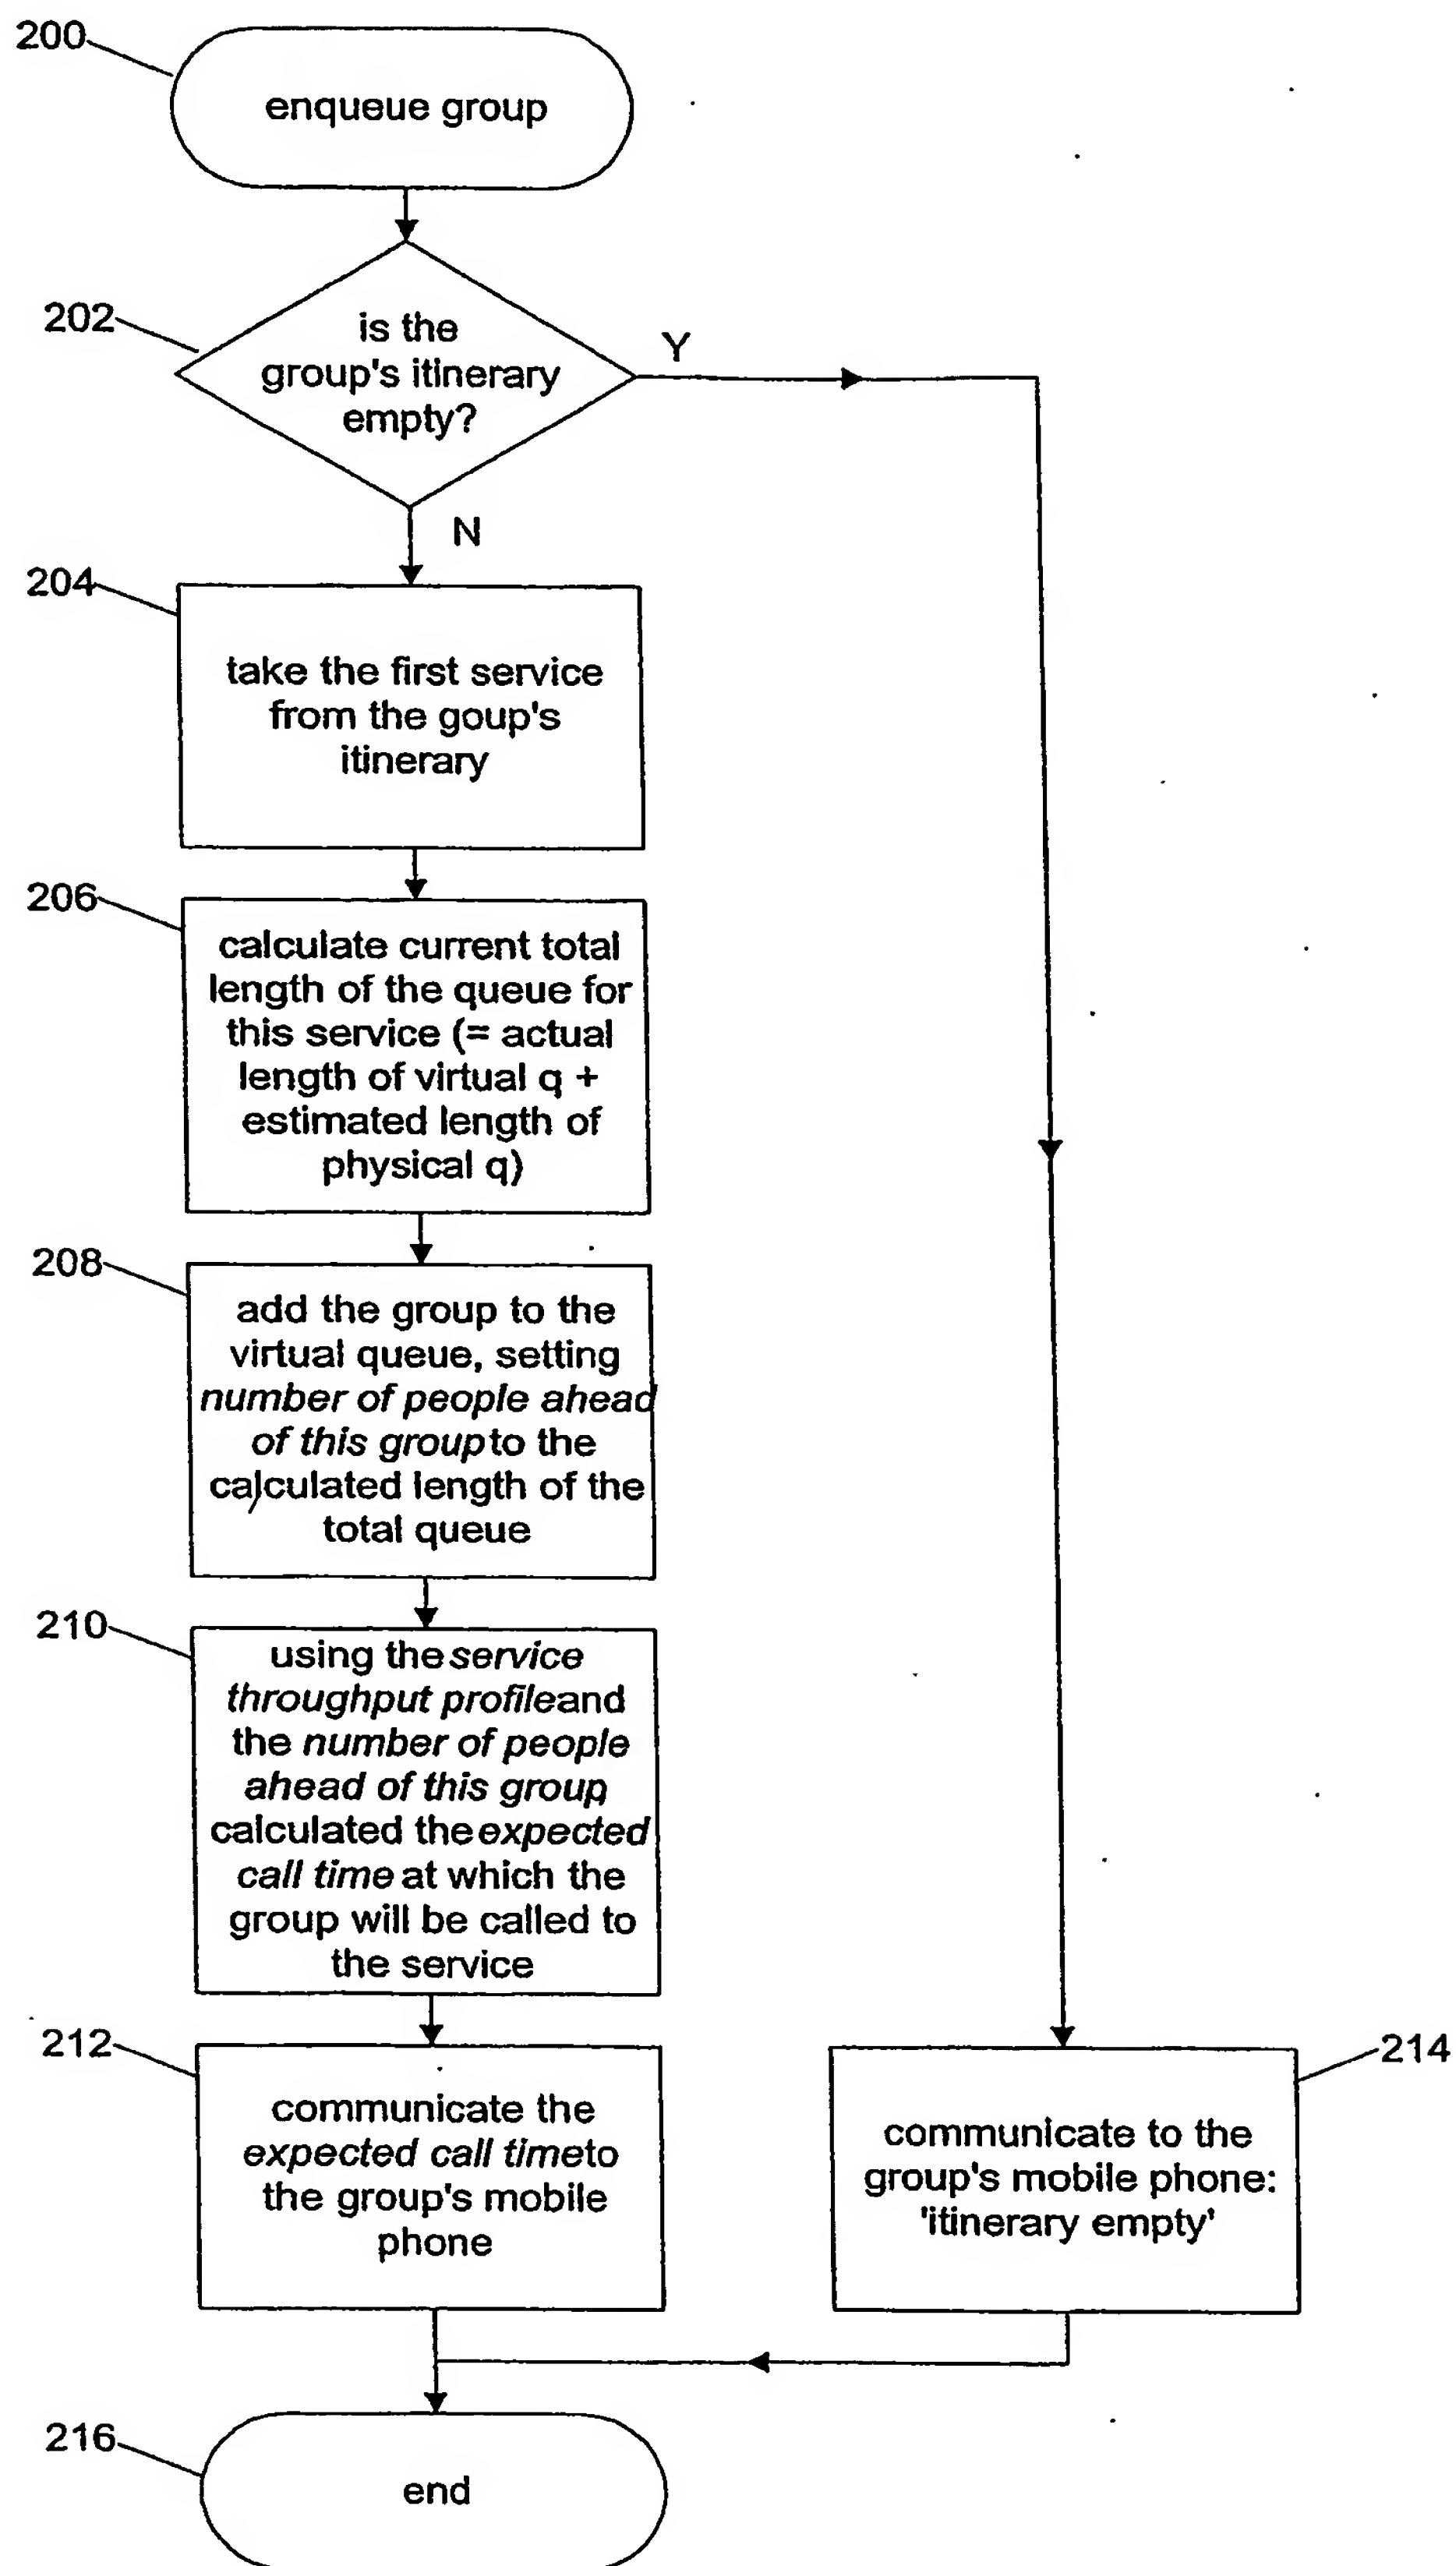 200
enqueue group
202
is the
group's itinerary
empty?
Y
N
204
take the first service
from the goup's
itinerary
206
calculate current total
length of the queue for
this service (= actual
length of virtual q +
estimated length of
physical q)
208
add the group to the
virtual queue, setting
number of people ahead
of this group to the
calculated length of the
total queue
210
using the service
throughput profile and
the number of people
ahead of this group
calculated the expected
call time at which the
group will be called to
the service
212
communicate the
expected call time to
the group's mobile
phone
214
communicate to the
group's mobile phone:
'itinerary empty'
216
end